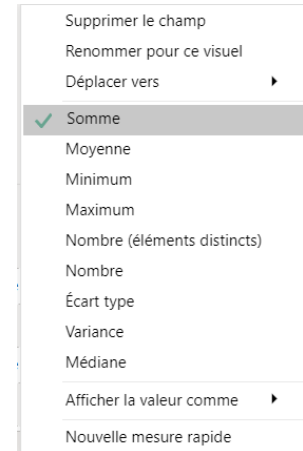 Supprimer le champ
Renommer pour ce visuel
Déplacer vers
Somme
Moyenne
Minimum
Maximum
Nombre (éléments distincts)
Nombre
Écart type
Variance
Médiane
Afficher la valeur comme
Nouvelle mesure rapide